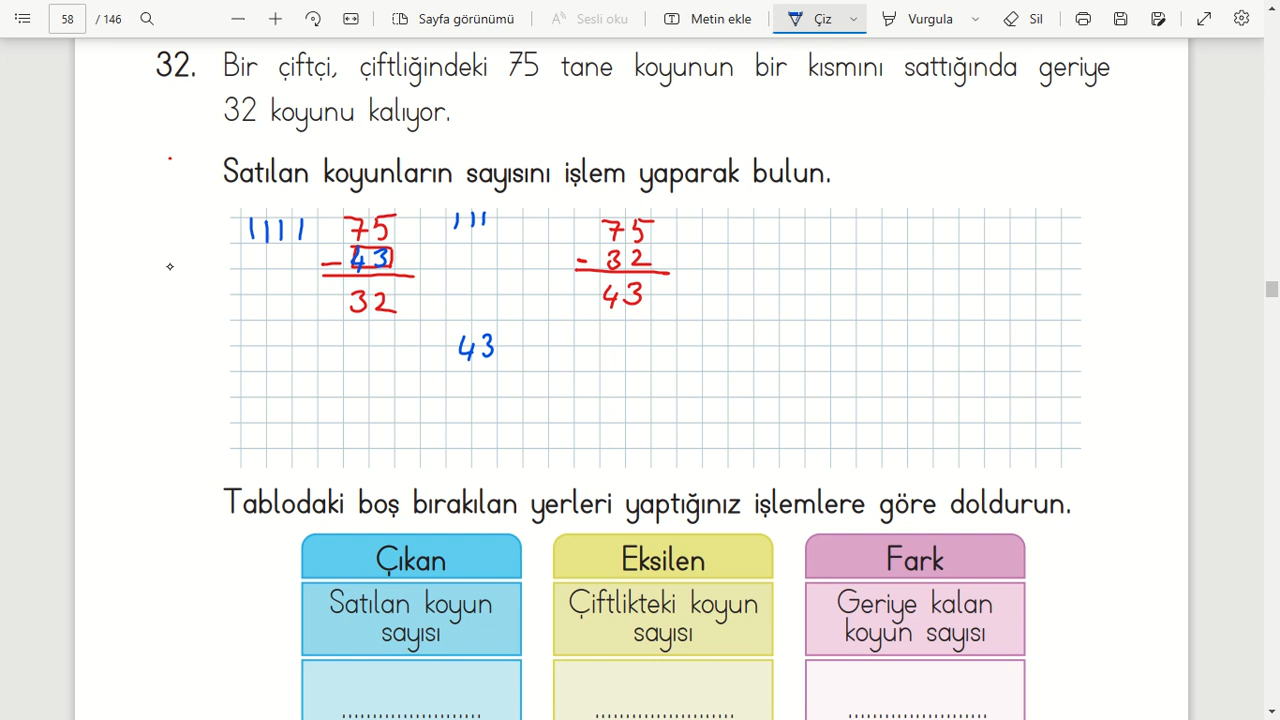 58 / 146 Sayfa görünümü Sesli oku Metin ekle Çiz Vurgula Sil
32. Bir çiftçi, çiftliğindeki 75 tane koyunun bir kısmını sattığında geriye
32 koyunu kalıyor.
Satılan koyunların sayısını işlem yaparak bulun.
75
- 43
32
43
75
- 32
43
Tablodaki boş bırakılan yerleri yaptığınız işlemlere göre doldurun.
Çıkan
Satılan koyun
sayısı
......................
Eksilen
Çiftlikteki koyun
sayısı
......................
Fark
Geriye kalan
koyun sayısı
......................